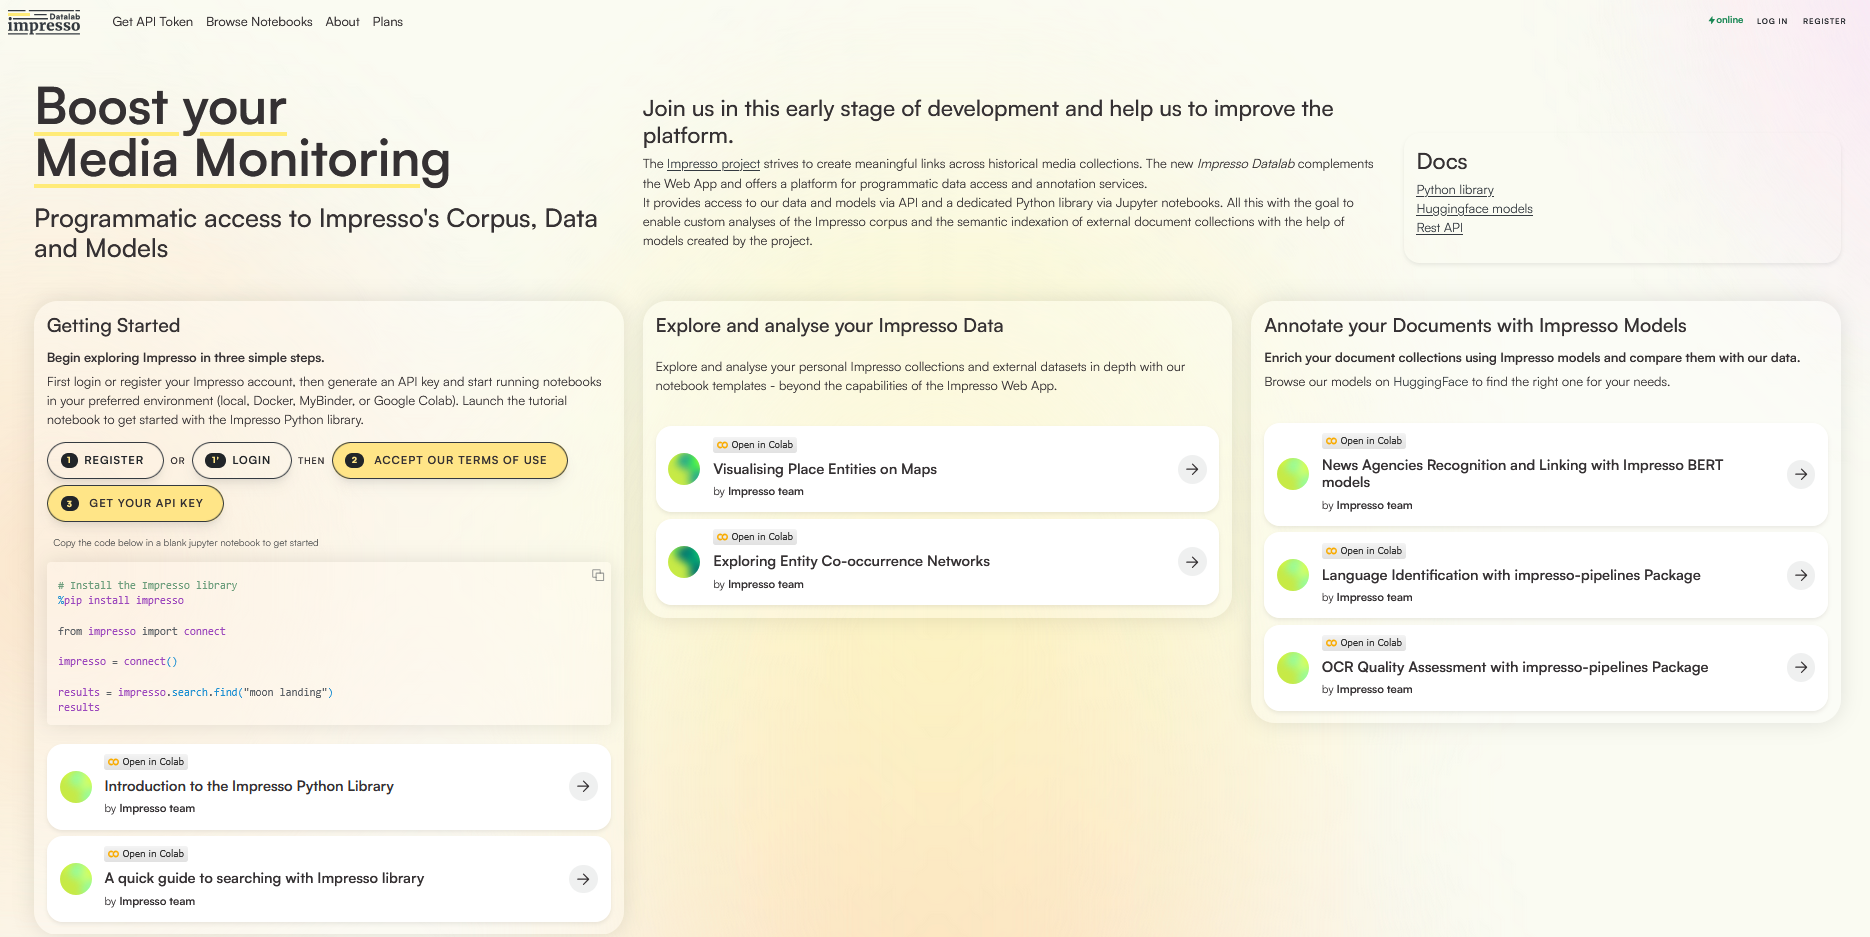 Datalab
impresso
Get API Token Browse Notebooks About Plans
online LOG IN REGISTER
Boost your
Media Monitoring
Programmatic access to Impresso's Corpus, Data
and Models
Join us in this early stage of development and help us to improve the
platform.
The Impresso project strives to create meaningful links across historical media collections. The new Impresso Datalab complements
the Web App and offers a platform for programmatic data access and annotation services.
It provides access to our data and models via API and a dedicated Python library via Jupyter notebooks. All this with the goal to
enable custom analyses of the Impresso corpus and the semantic indexation of external document collections with the help of
models created by the project.
Docs
Python library
Huggingface models
Rest API
Getting Started
Begin exploring Impresso in three simple steps.
First login or register your Impresso account, then generate an API key and start running notebooks
in your preferred environment (local, Docker, MyBinder, or Google Colab). Launch the tutorial
notebook to get started with the Impresso Python library.
1 REGISTER OR 1' LOGIN THEN 2 ACCEPT OUR TERMS OF USE
3 GET YOUR API KEY
Copy the code below in a blank jupyter notebook to get started
# Install the Impresso library
%pip install impresso
from impresso import connect
impresso = connect()
results = impresso.search.find("moon landing")
results
Open in Colab
Introduction to the Impresso Python Library
by Impresso team
Open in Colab
A quick guide to searching with Impresso library
by Impresso team
Explore and analyse your Impresso Data
Explore and analyse your personal Impresso collections and external datasets in depth with our
notebook templates - beyond the capabilities of the Impresso Web App.
Open in Colab
Visualising Place Entities on Maps
by Impresso team
Open in Colab
Exploring Entity Co-occurrence Networks
by Impresso team
Annotate your Documents with Impresso Models
Enrich your document collections using Impresso models and compare them with our data.
Browse our models on HuggingFace to find the right one for your needs.
Open in Colab
News Agencies Recognition and Linking with Impresso BERT
models
by Impresso team
Open in Colab
Language Identification with impresso-pipelines Package
by Impresso team
Open in Colab
OCR Quality Assessment with impresso-pipelines Package
by Impresso team